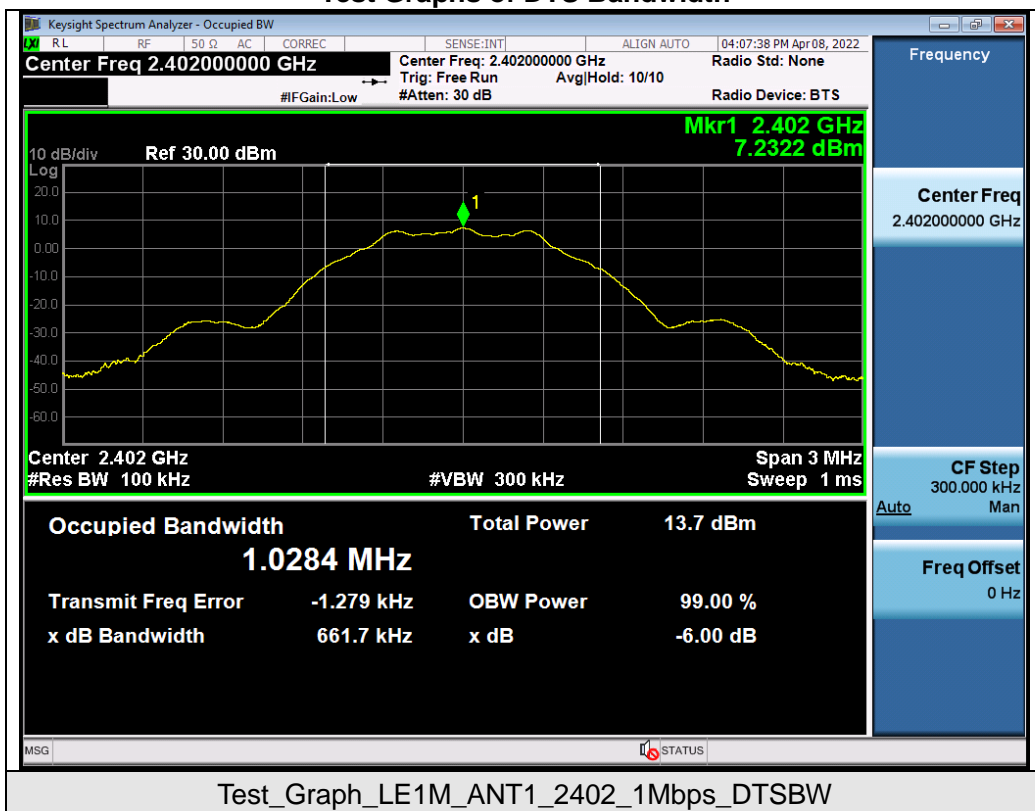 Test Graphs of DTS Bandwidth
Keysight Spectrum Analyzer - Occupied BW
LXI RL RF 50 Ω AC CORREC SENSE:INT ALIGN AUTO 04:07:38 PM Apr 08, 2022
Center Freq 2.402000000 GHz
Center Freq: 2.402000000 GHz Radio Std: None
Trig: Free Run Avg|Hold: 10/10
#IFGain:Low #Atten: 30 dB Radio Device: BTS
Mkr1 2.402 GHz
7.2322 dBm
10 dB/div Ref 30.00 dBm
Log
20.0
10.0
0.00
-10.0
-20.0
-30.0
-40.0
-50.0
-60.0
1
Center 2.402 GHz Span 3 MHz
#Res BW 100 kHz #VBW 300 kHz Sweep 1 ms
Occupied Bandwidth Total Power 13.7 dBm
1.0284 MHz
Transmit Freq Error -1.279 kHz OBW Power 99.00 %
x dB Bandwidth 661.7 kHz x dB -6.00 dB
Frequency
Center Freq
2.402000000 GHz
CF Step
300.000 kHz
Auto Man
Freq Offset
0 Hz
MSG STATUS
Test_Graph_LE1M_ANT1_2402_1Mbps_DTSBW